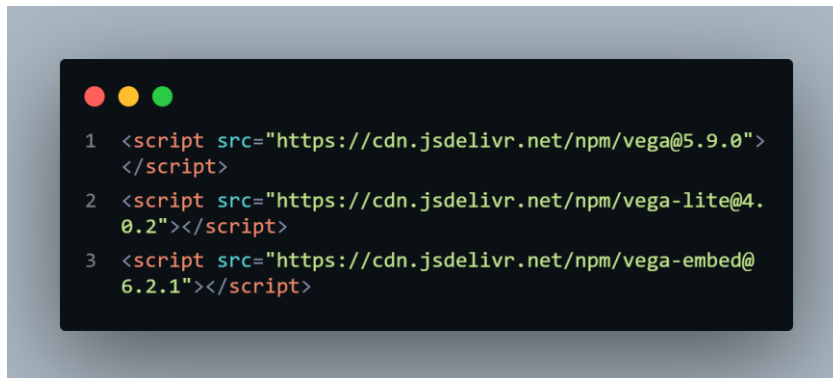 1 <script src="https://cdn.jsdelivr.net/npm/vega@5.9.0">
</script>
2 <script src="https://cdn.jsdelivr.net/npm/vega-lite@4.
0.2"></script>
3 <script src="https://cdn.jsdelivr.net/npm/vega-embed@
6.2.1"></script>